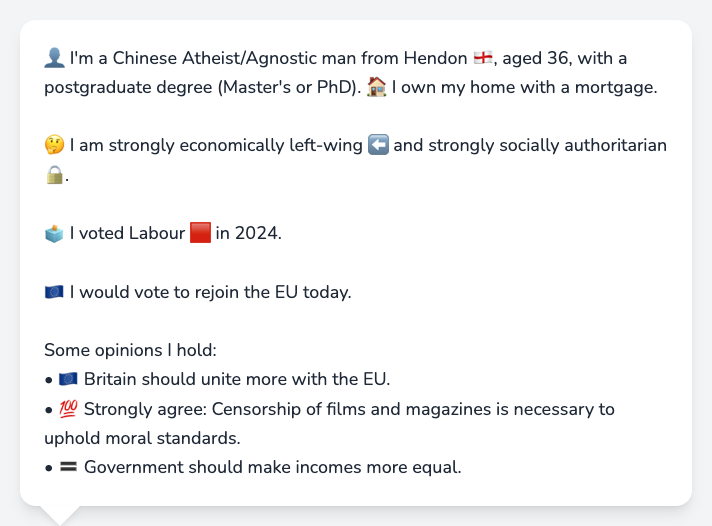 👤 I'm a Chinese Atheist/Agnostic man from Hendon 🏴󠁧󠁢󠁥󠁮󠁧󠁿, aged 36, with a
postgraduate degree (Master's or PhD). 🏠 I own my home with a mortgage.
🤔 I am strongly economically left-wing ⬅️ and strongly socially authoritarian
🔒.
🗳️ I voted Labour 🟥 in 2024.
🇪🇺 I would vote to rejoin the EU today.
Some opinions I hold:
• 🇪🇺 Britain should unite more with the EU.
• 💯 Strongly agree: Censorship of films and magazines is necessary to
uphold moral standards.
• 🟰 Government should make incomes more equal.